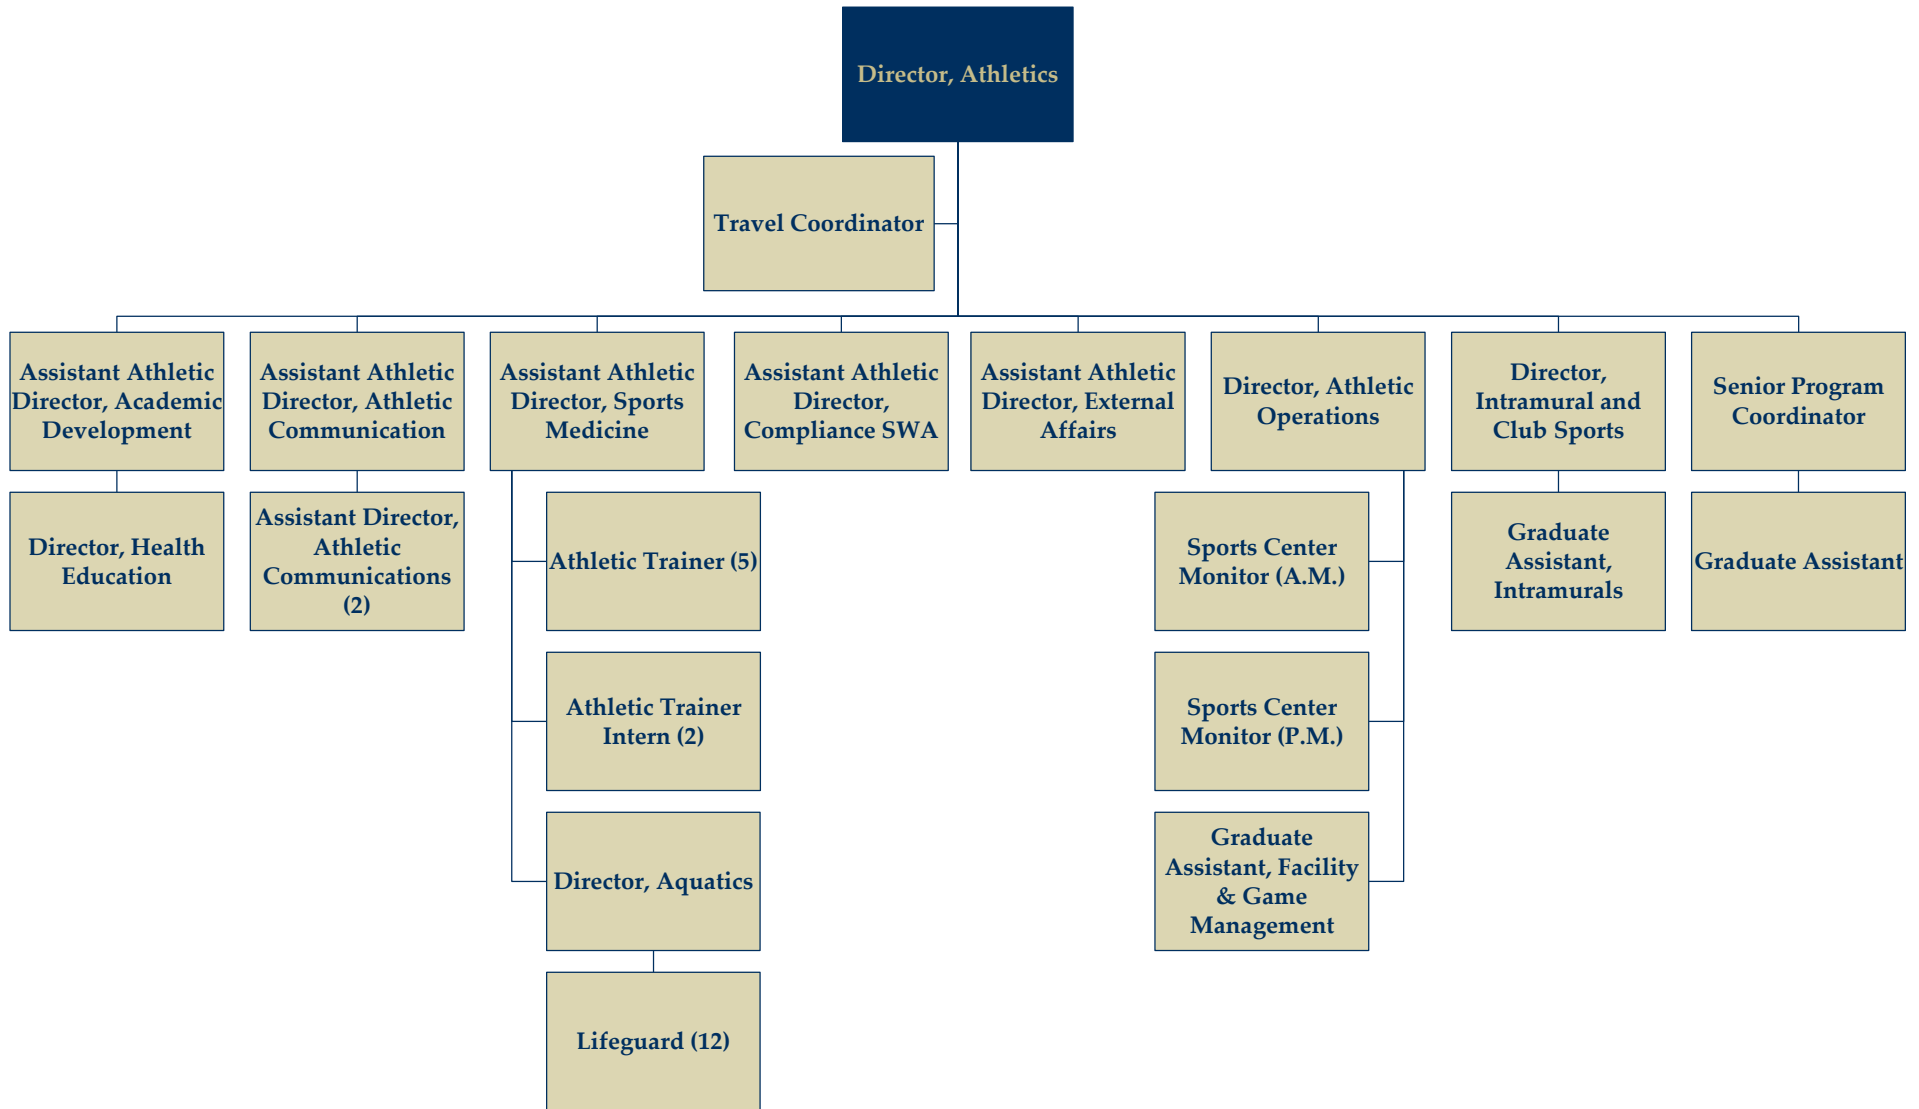 Director, Athletics
Travel Coordinator
Assistant Athletic
Director, Academic
Development
Assistant Athletic
Director, Athletic
Communication
Assistant Athletic
Director, Sports
Medicine
Assistant Athletic
Director,
Compliance SWA
Assistant Athletic
Director, External
Affairs
Director, Athletic
Operations
Director,
Intramural and
Club Sports
Senior Program
Coordinator
Director, Health
Education
Assistant Director,
Athletic
Communications
(2)
Athletic Trainer (5)
Sports Center
Monitor (A.M.)
Graduate
Assistant,
Intramurals
Graduate Assistant
Athletic Trainer
Intern (2)
Sports Center
Monitor (P.M.)
Director, Aquatics
Graduate
Assistant, Facility
& Game
Management
Lifeguard (12)